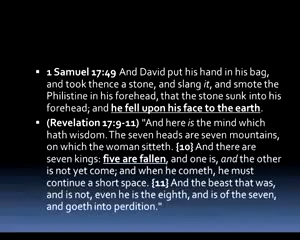 ▪ 1 Samuel 17:49 And David put his hand in his bag,
and took thence a stone, and slang it, and smote the
Philistine in his forehead, that the stone sunk into his
forehead; and he fell upon his face to the earth.
▪ (Revelation 17:9-11) "And here is the mind which
hath wisdom. The seven heads are seven mountains,
on which the woman sitteth. {10} And there are
seven kings: five are fallen, and one is, and the other
is not yet come; and when he cometh, he must
continue a short space. {11} And the beast that was,
and is not, even he is the eighth, and is of the seven,
and goeth into perdition."